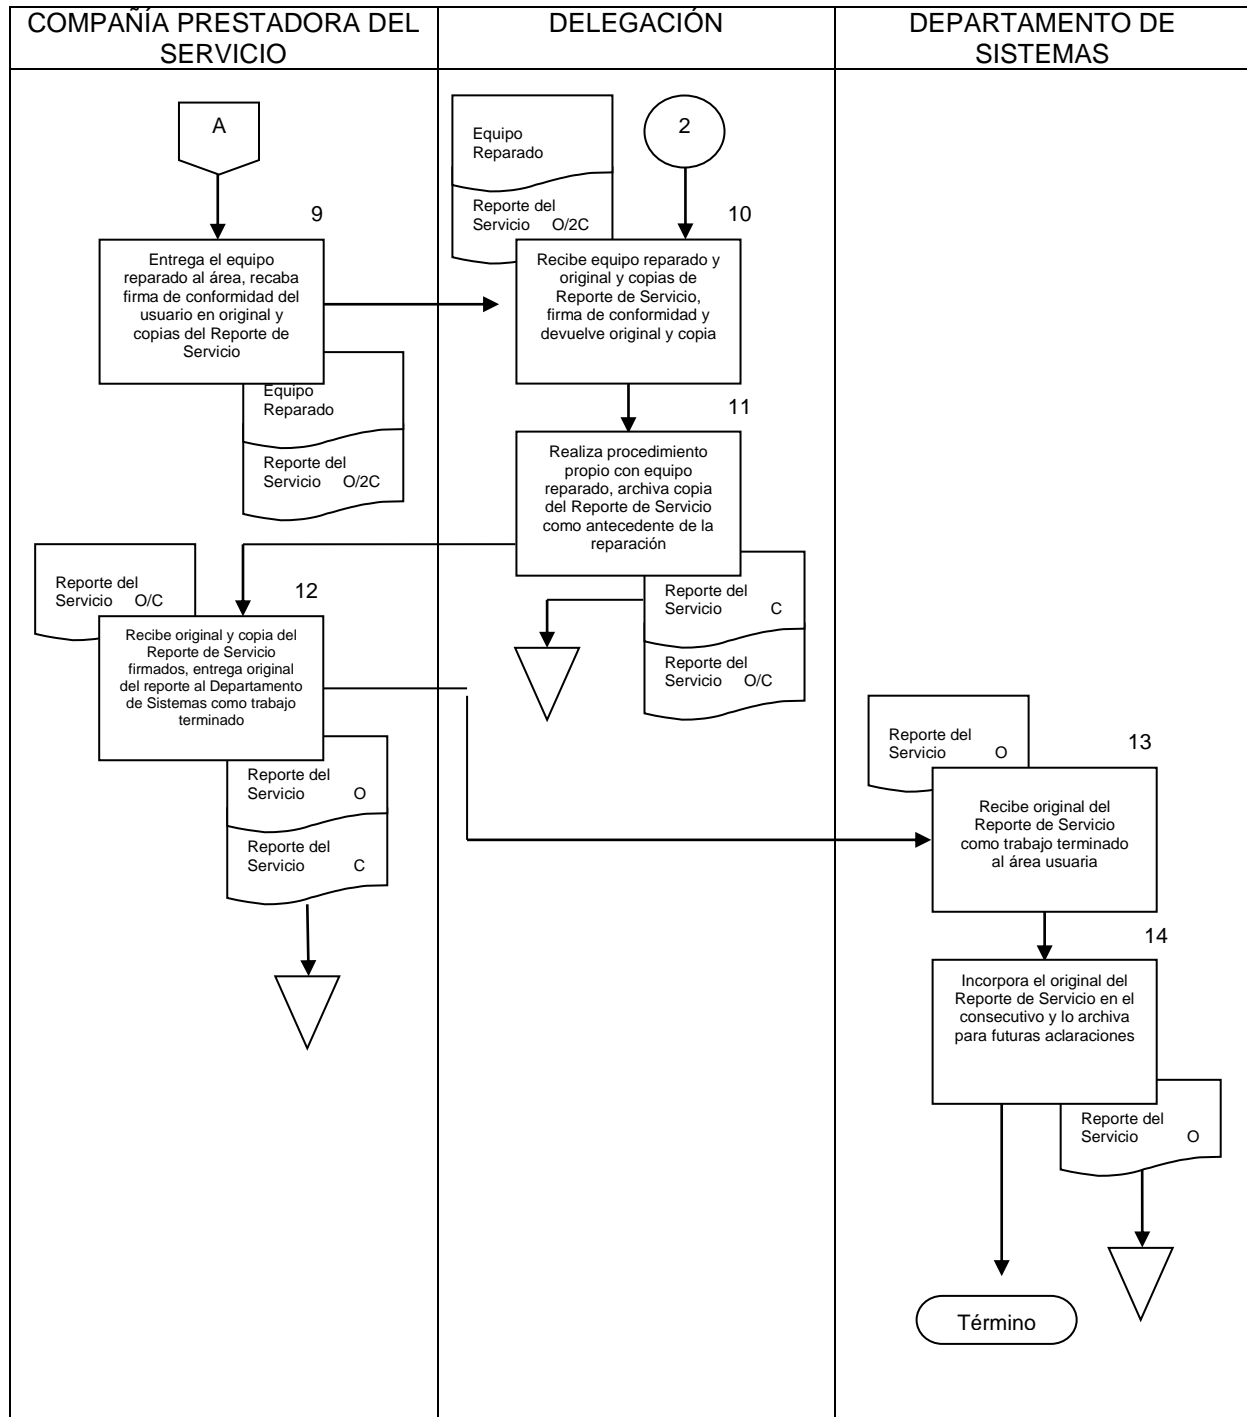 COMPAÑÍA PRESTADORA DEL
SERVICIO
DELEGACIÓN
DEPARTAMENTO DE
SISTEMAS
A
9
Entrega el equipo
reparado al área, recaba
firma de conformidad del
usuario en original y
copias del Reporte de
Servicio
Equipo
Reparado
Reporte del
Servicio O/2C
Equipo
Reparado
Reporte del
Servicio O/2C
2
10
Recibe equipo reparado y
original y copias de
Reporte de Servicio,
firma de conformidad y
devuelve original y copia
11
Realiza procedimiento
propio con equipo
reparado, archiva copia
del Reporte de Servicio
como antecedente de la
reparación
Reporte del
Servicio C
Reporte del
Servicio O/C
Reporte del
Servicio O/C
12
Recibe original y copia del
Reporte de Servicio
firmados, entrega original
del reporte al Departamento
de Sistemas como trabajo
terminado
Reporte del
Servicio O
Reporte del
Servicio C
Reporte del
Servicio O
13
Recibe original del
Reporte de Servicio
como trabajo terminado
al área usuaria
14
Incorpora el original del
Reporte de Servicio en el
consecutivo y lo archiva
para futuras aclaraciones
Reporte del
Servicio O
Término